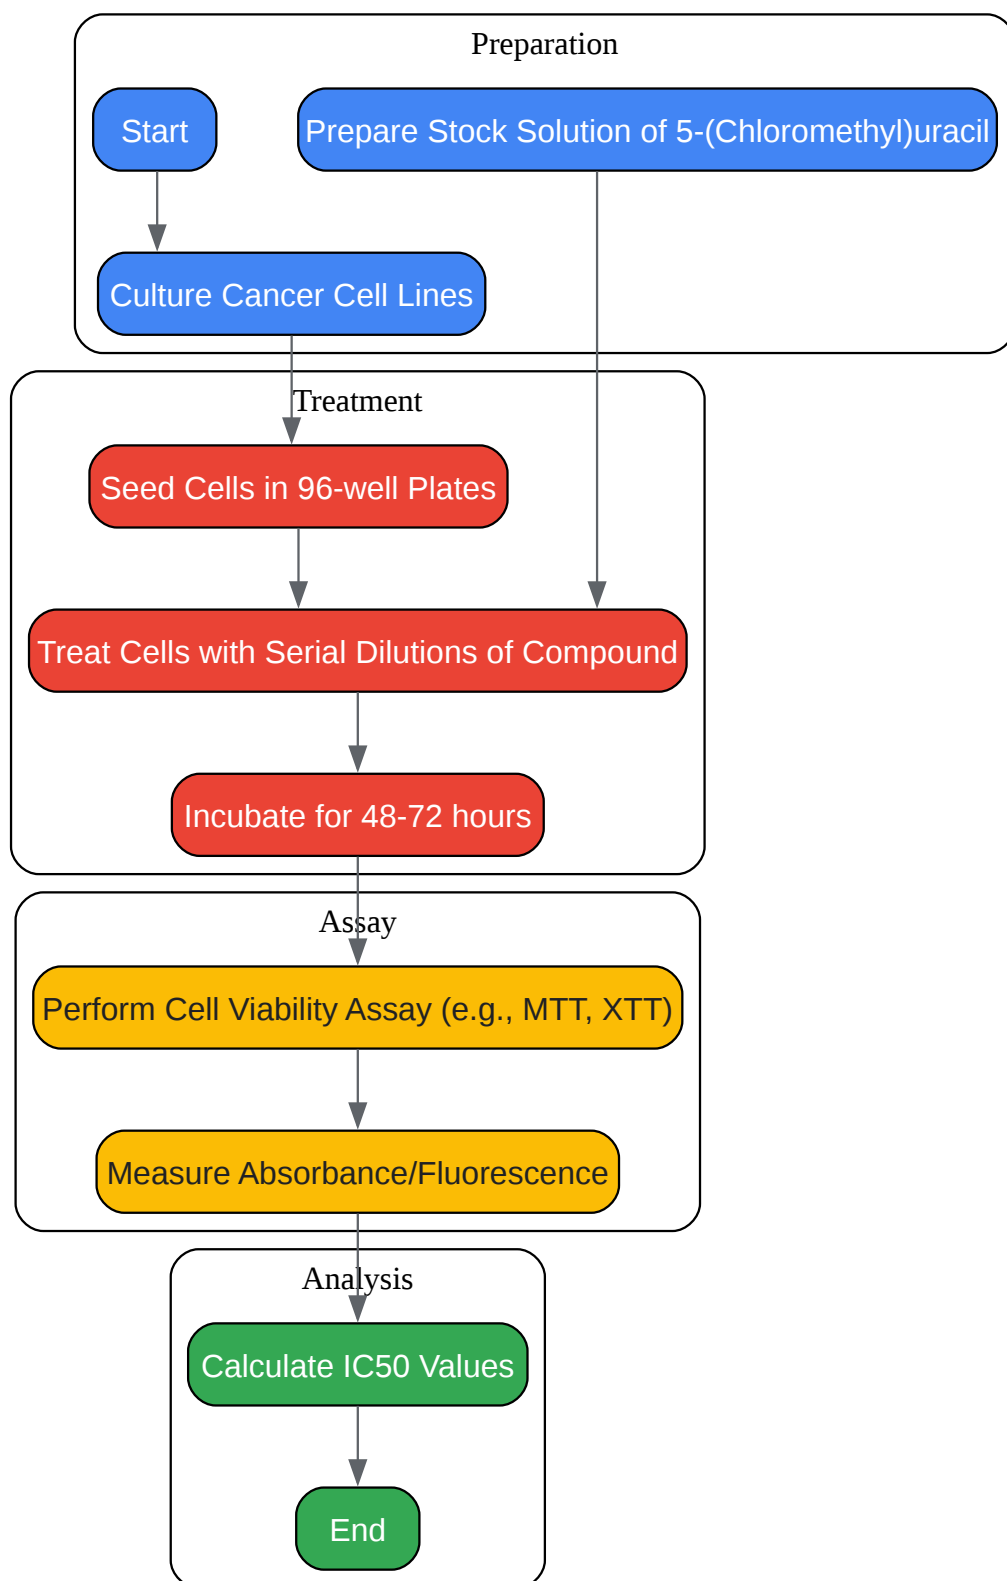 Preparation
Start
Prepare Stock Solution of 5-(Chloromethyl)uracil
Culture Cancer Cell Lines
Treatment
Seed Cells in 96-well Plates
Treat Cells with Serial Dilutions of Compound
Incubate for 48-72 hours
Assay
Perform Cell Viability Assay (e.g., MTT, XTT)
Measure Absorbance/Fluorescence
Analysis
Calculate IC50 Values
End